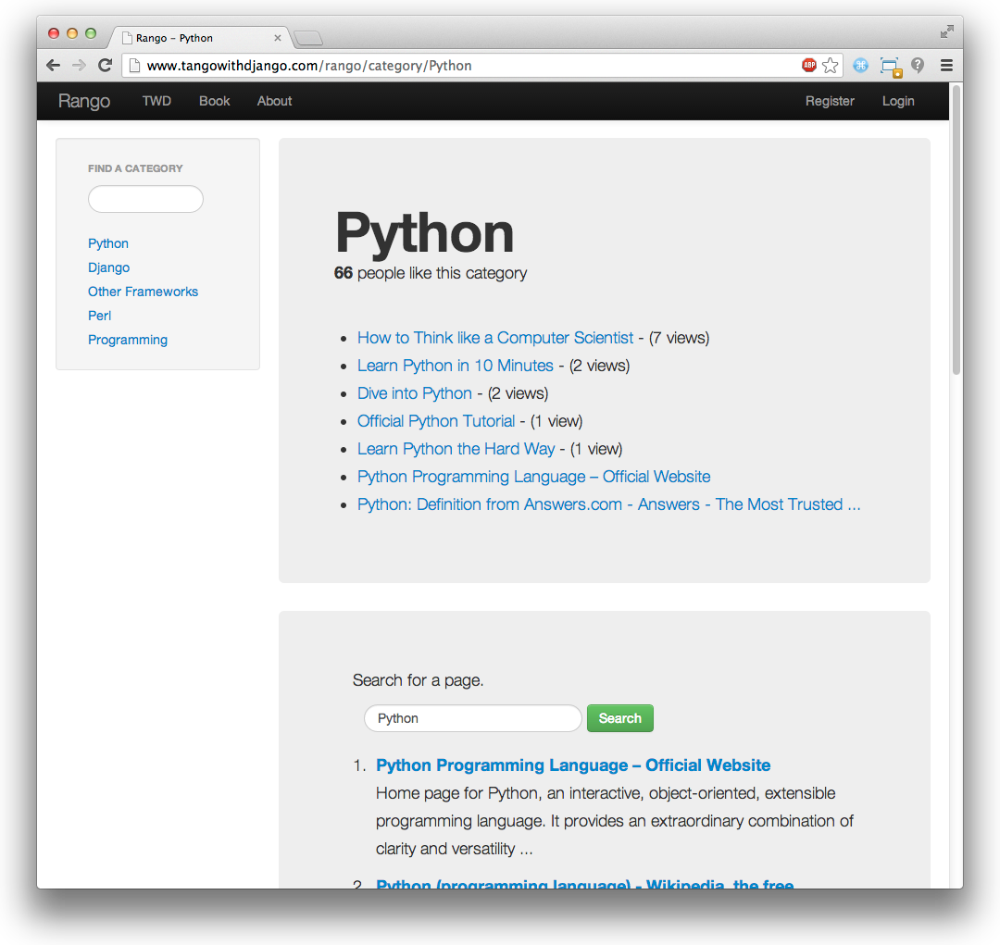 Rango – Python
www.tangowithdjango.com/rango/category/Python
ABP
Rango TWD Book About Register Login
FIND A CATEGORY
Python
Django
Other Frameworks
Perl
Programming
Python
66 people like this category
• How to Think like a Computer Scientist - (7 views)
• Learn Python in 10 Minutes - (2 views)
• Dive into Python - (2 views)
• Official Python Tutorial - (1 view)
• Learn Python the Hard Way - (1 view)
• Python Programming Language – Official Website
• Python: Definition from Answers.com - Answers - The Most Trusted ...
Search for a page.
Python Search
1. Python Programming Language – Official Website
Home page for Python, an interactive, object-oriented, extensible
programming language. It provides an extraordinary combination of
clarity and versatility ...
2. Python (programming language) - Wikipedia, the free